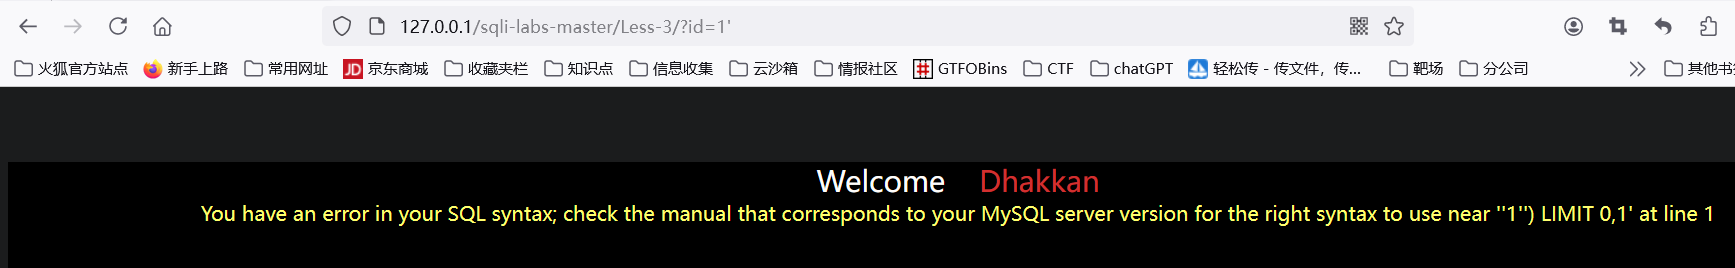 127.0.0.1/sqli-labs-master/Less-3/?id=1'
火狐官方站点 新手上路 常用网址 JD 京东商城 收藏夹栏 知识点 信息收集 云沙箱 情报社区 GTFOBins CTF chatGPT 轻松传 - 传文件，传... 靶场 分公司 其他书
Welcome Dhakkan
You have an error in your SQL syntax; check the manual that corresponds to your MySQL server version for the right syntax to use near ''1'') LIMIT 0,1' at line 1